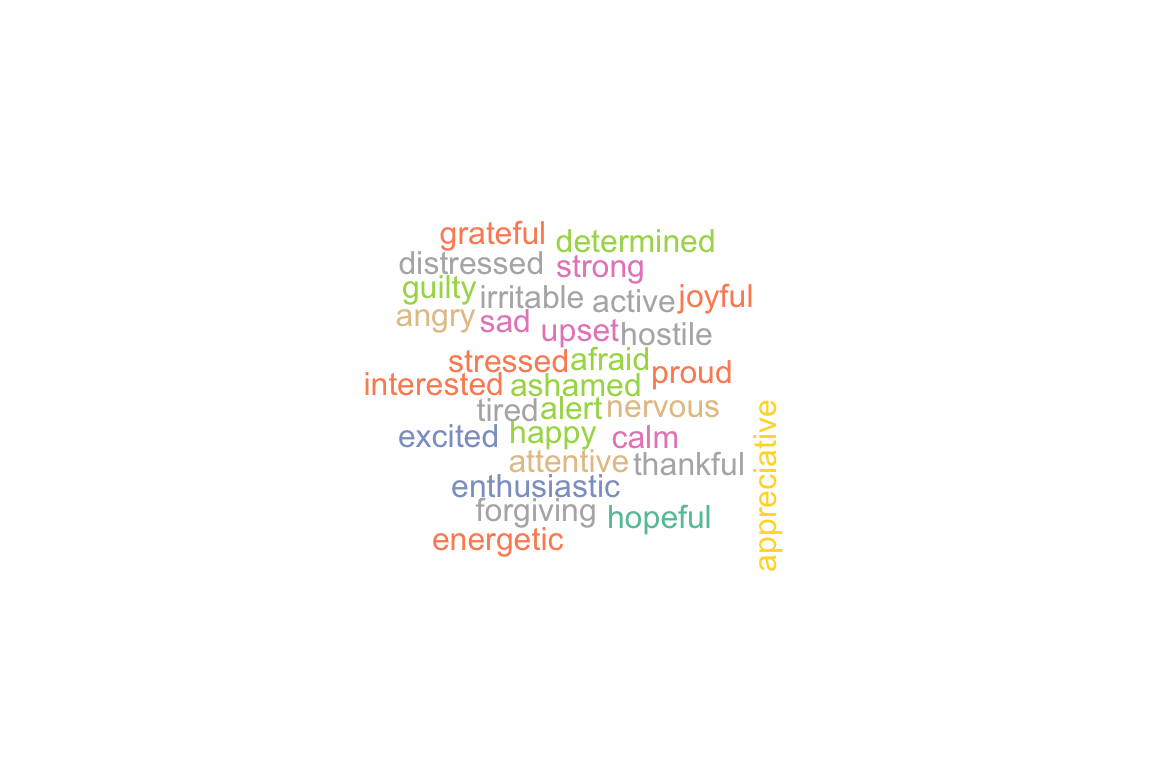 grateful
determined
distressed
strong
guilty
irritable
active
joyful
angry
sad
upset
hostile
stressed
afraid
proud
interested
ashamed
tired
alert
nervous
excited
happy
calm
attentive
thankful
appreciative
enthusiastic
forgiving
hopeful
energetic